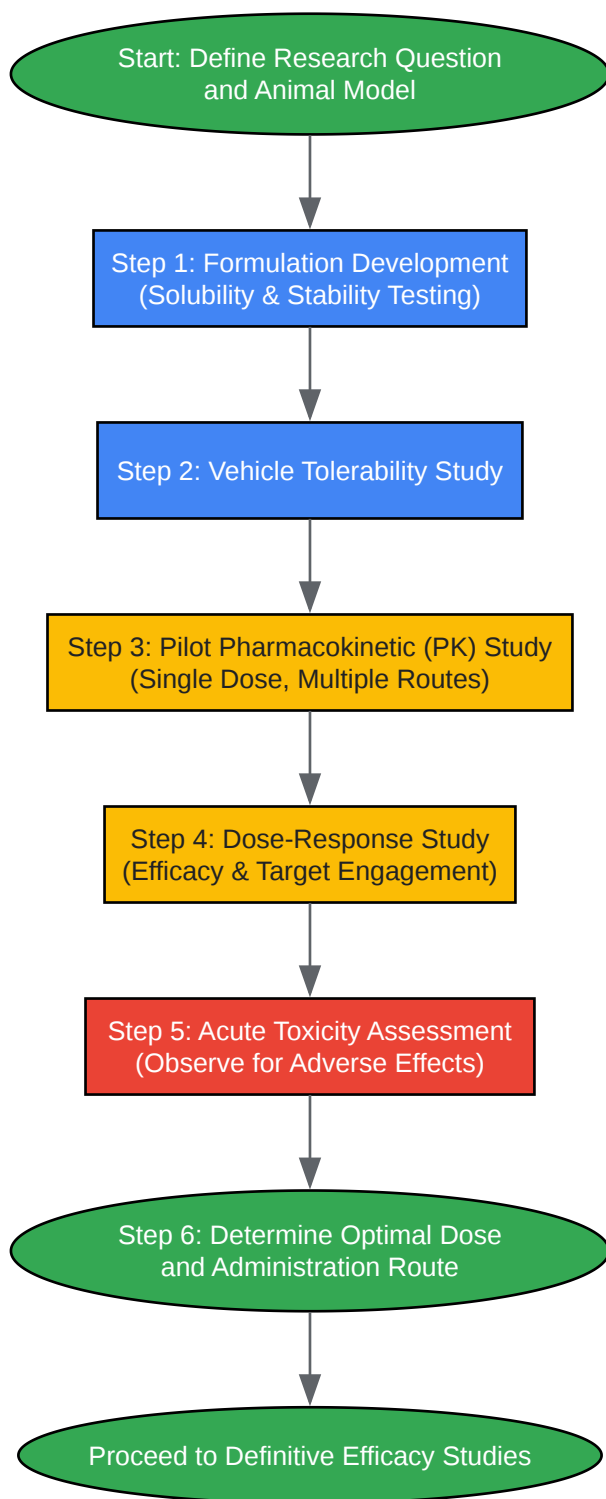 Start: Define Research Question
and Animal Model
Step 1: Formulation Development
(Solubility & Stability Testing)
Step 2: Vehicle Tolerability Study
Step 3: Pilot Pharmacokinetic (PK) Study
(Single Dose, Multiple Routes)
Step 4: Dose-Response Study
(Efficacy & Target Engagement)
Step 5: Acute Toxicity Assessment
(Observe for Adverse Effects)
Step 6: Determine Optimal Dose
and Administration Route
Proceed to Definitive Efficacy Studies